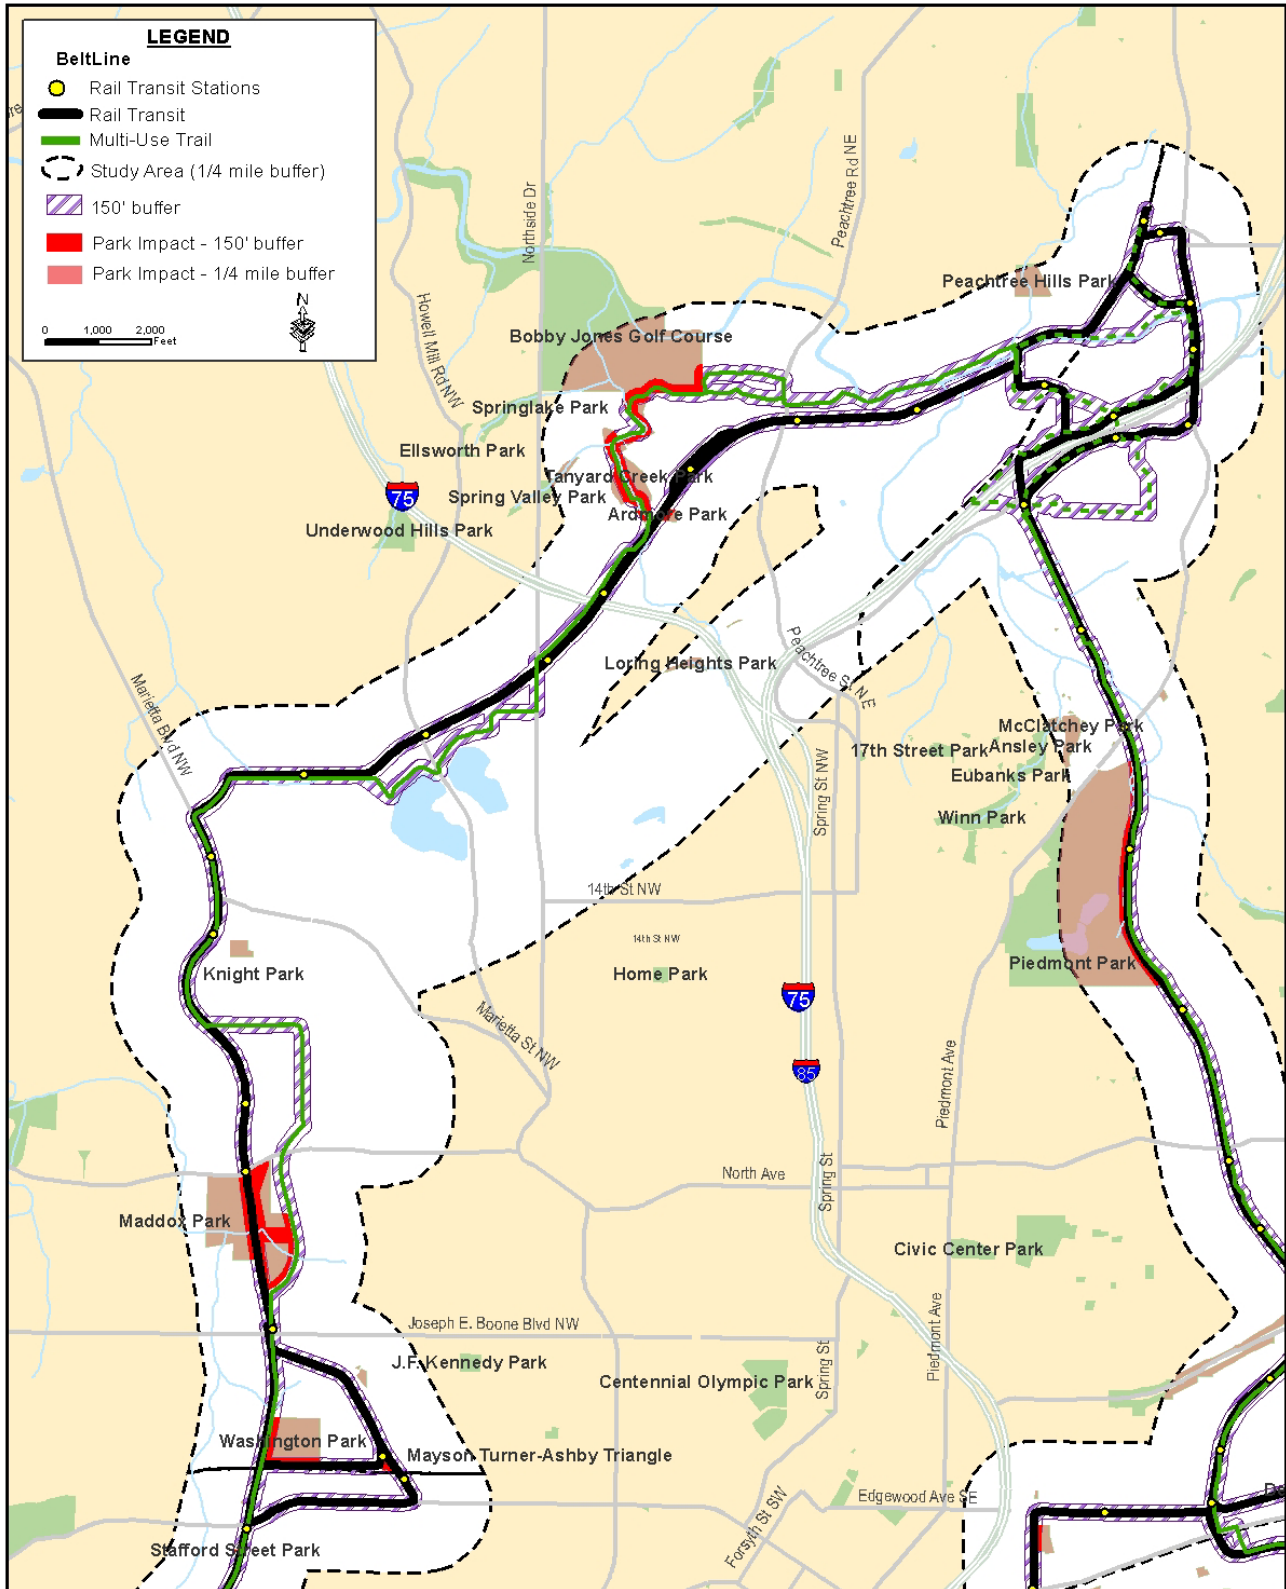 LEGEND
BeltLine
Rail Transit Stations
Rail Transit
Multi-Use Trail
Study Area (1/4 mile buffer)
150' buffer
Park Impact - 150' buffer
Park Impact - 1/4 mile buffer
N
0 1,000 2,000
Feet
Northside Dr
Peachtree Rd NE
Howell Mill Rd NW
Peachtree Hills Park
Bobby Jones Golf Course
Springlake Park
Ellsworth Park
Tanyard Creek Park
Spring Valley Park
75
Ardmore Park
Underwood Hills Park
Loring Heights Park
Peachtree St NE
Marietta Blvd NW
McClatchey Park
17th Street Park
Ansley Park
Eubanks Park
Spring St NW
Winn Park
14th St NW
14th St NW
Knight Park
Home Park
Piedmont Park
75
Marietta St NW
85
Piedmont Ave
North Ave
Spring St
Maddox Park
Civic Center Park
Joseph E. Boone Blvd NW
J.F. Kennedy Park
Centennial Olympic Park
Spring St
Piedmont Ave
Washington Park
Mayson Turner-Ashby Triangle
Edgewood Ave SE
Forsyth St SW
Stafford Street Park